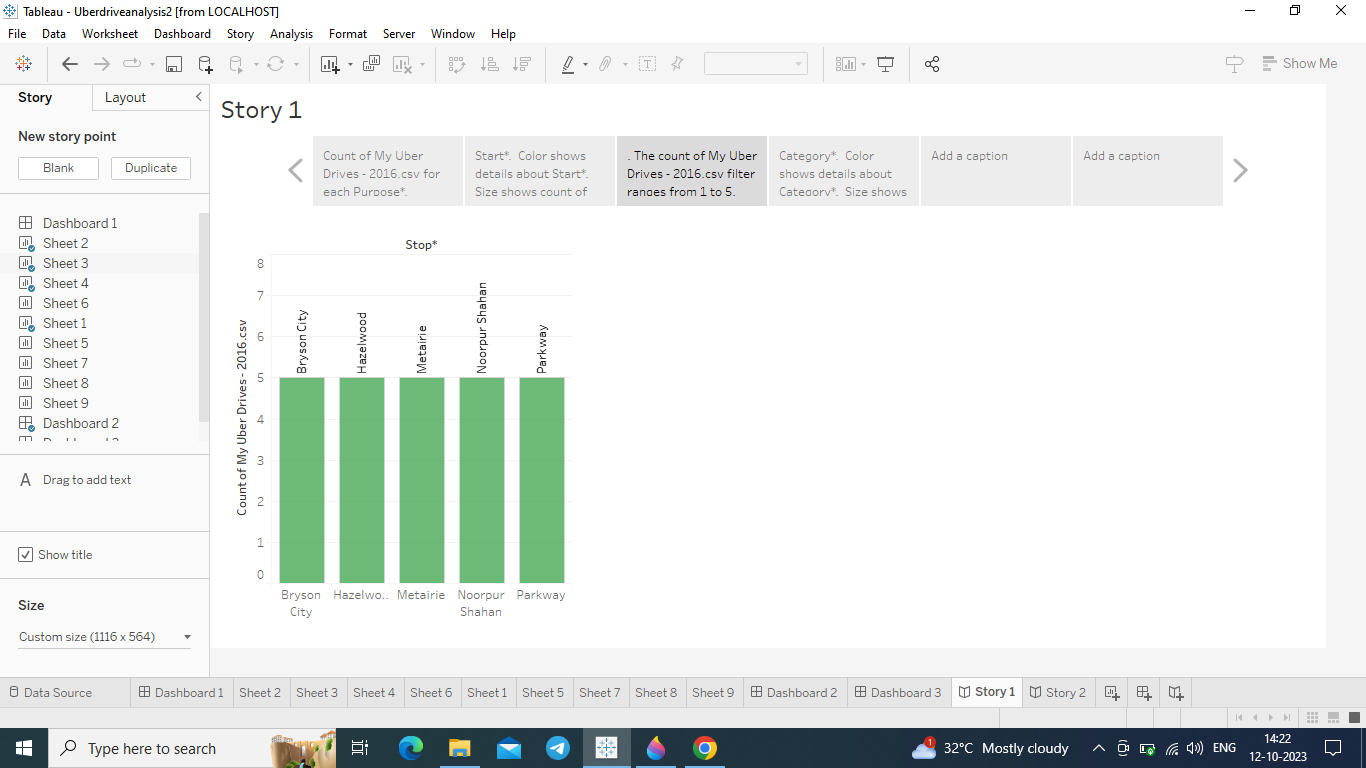 Tableau - Uberdriveanalysis2 [from LOCALHOST]
File Data Worksheet Dashboard Story Analysis Format Server Window Help
Show Me
Story Layout
New story point
Blank Duplicate
Dashboard 1
Sheet 2
Sheet 3
Sheet 4
Sheet 6
Sheet 1
Sheet 5
Sheet 7
Sheet 8
Sheet 9
Dashboard 2
A Drag to add text
Show title
Size
Custom size (1116 x 564)
Story 1
Count of My Uber
Drives - 2016.csv for
each Purpose*.
Start*. Color shows
details about Start*.
Size shows count of
. The count of My Uber
Drives - 2016.csv filter
ranges from 1 to 5.
Category*. Color
shows details about
Category*. Size shows
Add a caption
Add a caption
Stop*
Count of My Uber Drives - 2016.csv
8
7
6
5
4
3
2
1
0
Bryson City
Hazelwood
Metairie
Noorpur Shahan
Parkway
Bryson
City
Hazelwo..
Metairie
Noorpur
Shahan
Parkway
Data Source Dashboard 1 Sheet 2 Sheet 3 Sheet 4 Sheet 6 Sheet 1 Sheet 5 Sheet 7 Sheet 8 Sheet 9 Dashboard 2 Dashboard 3 Story 1 Story 2
Type here to search
1
32°C Mostly cloudy
ENG
14:22
12-10-2023